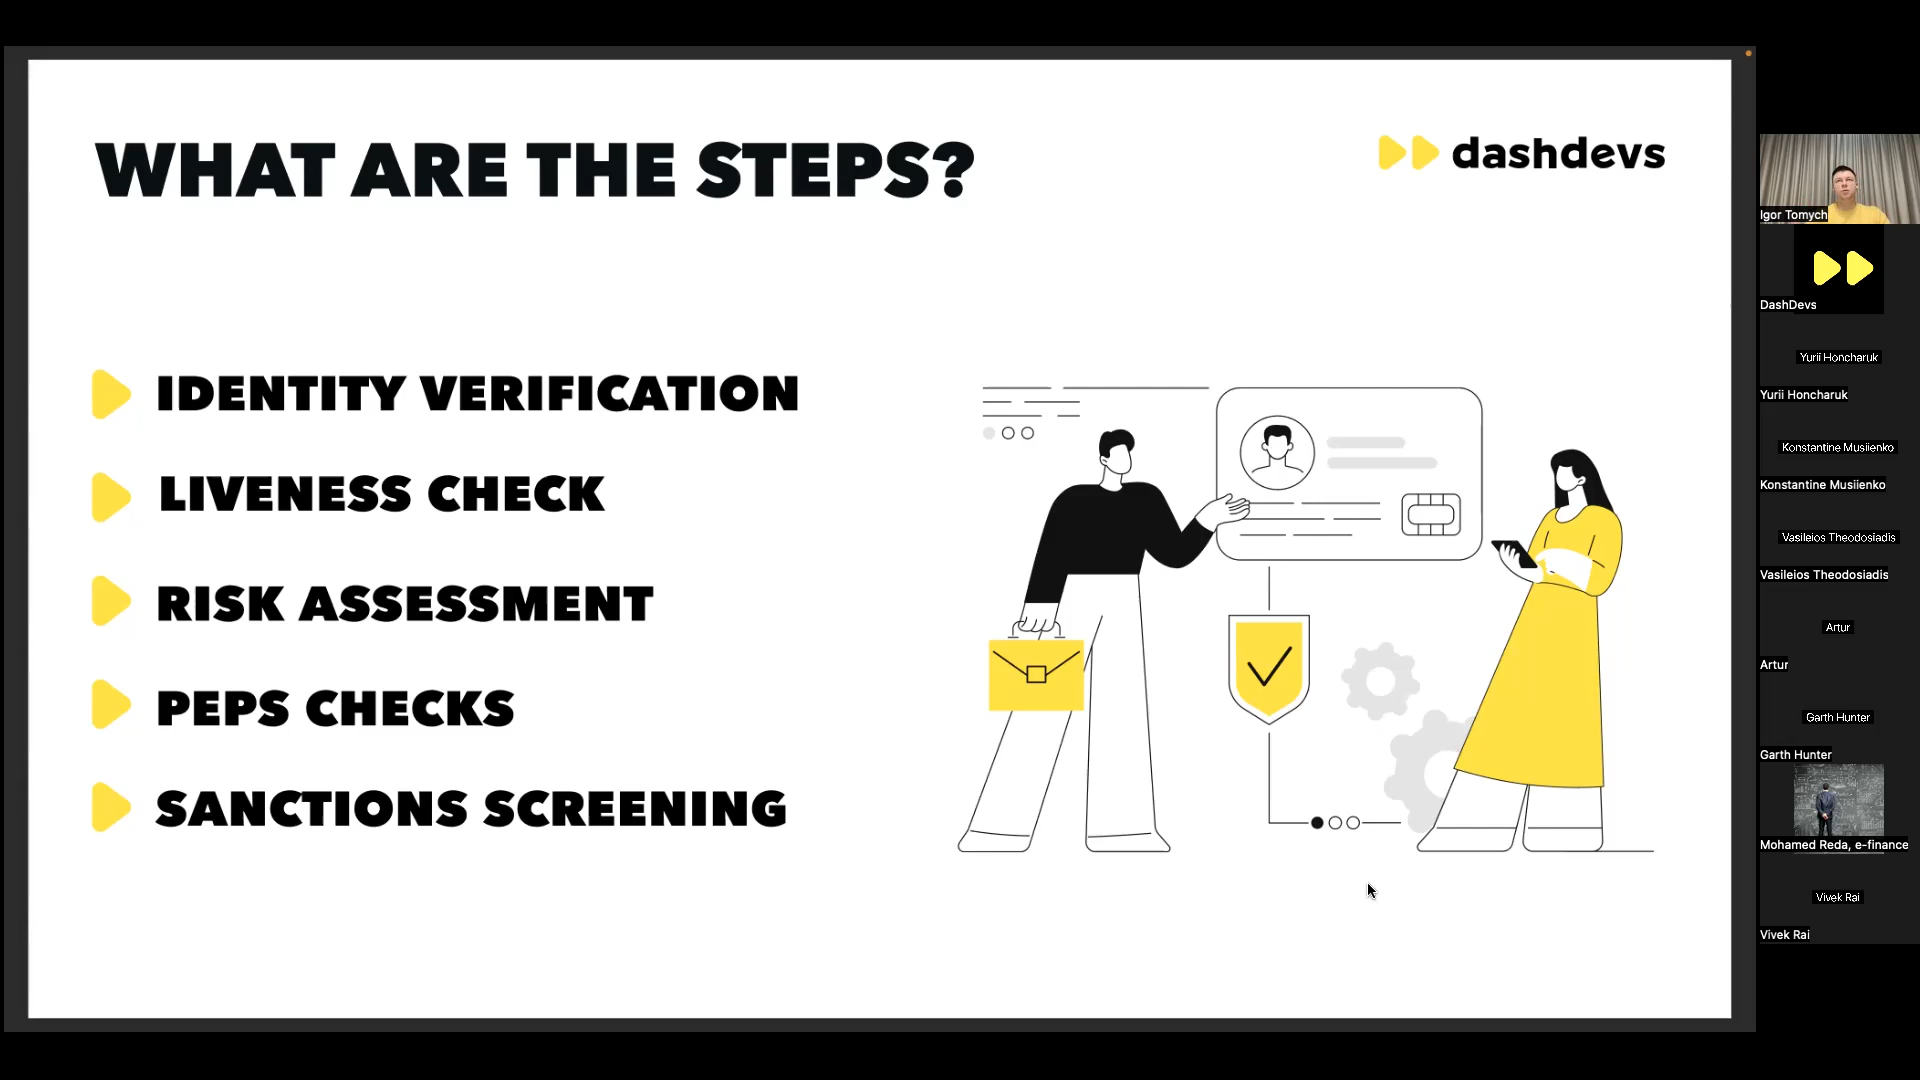 WHAT ARE THE STEPS?
dashdevs
IDENTITY VERIFICATION
LIVENESS CHECK
RISK ASSESSMENT
PEPS CHECKS
SANCTIONS SCREENING
Igor Tomych
DashDevs
Yurii Honcharuk
Yurii Honcharuk
Konstantine Musiienko
Konstantine Musiienko
Vasileios Theodosiadis
Vasileios Theodosiadis
Artur
Artur
Garth Hunter
Garth Hunter
Mohamed Reda, e-finance
Vivek Rai
Vivek Rai